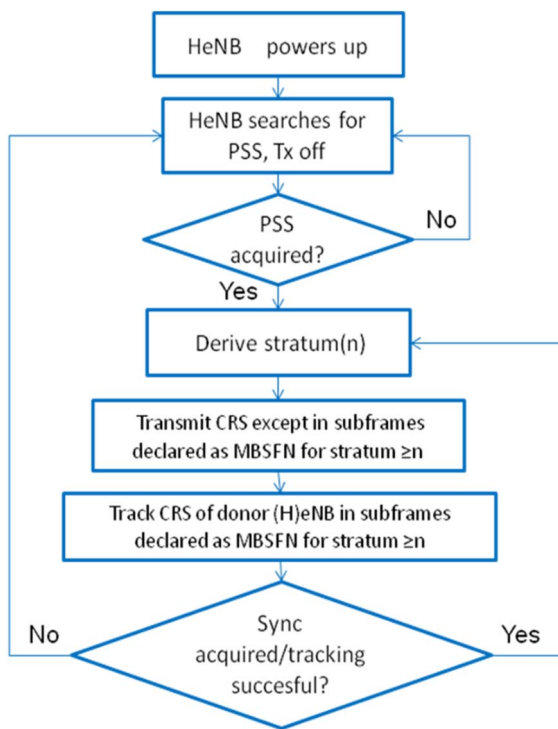 HeNB powers up
HeNB searches for
PSS, Tx off
PSS
acquired?
No
Yes
Derive stratum(n)
Transmit CRS except in subframes
declared as MBSFN for stratum ≥n
Track CRS of donor (H)eNB in subframes
declared as MBSFN for stratum ≥n
No
Sync
acquired/tracking
succesful?
Yes